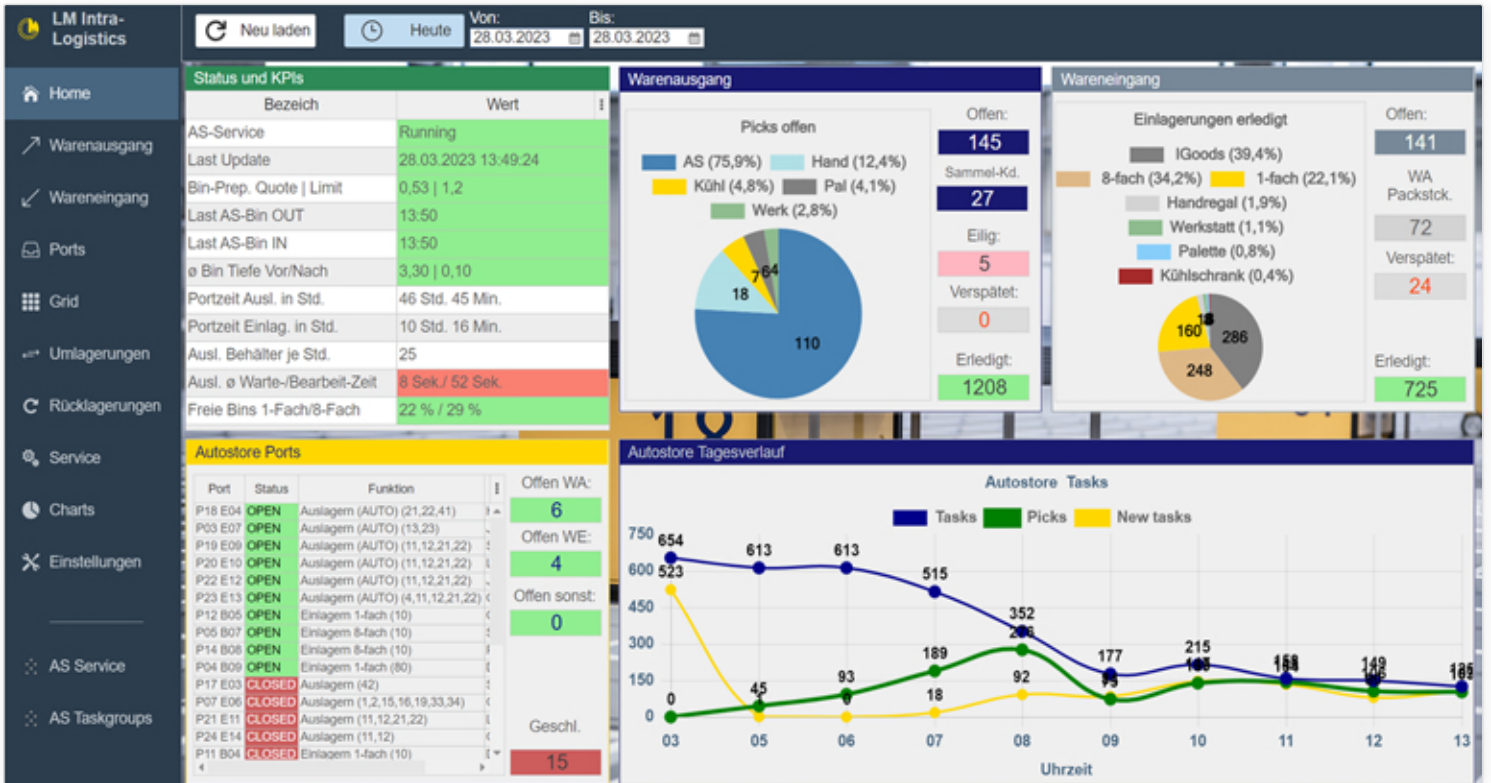 LM Intra-
Logistics
Neu laden
Heute
Von:
28.03.2023
Bis:
28.03.2023
Home
Warenausgang
Wareneingang
Ports
Grid
Umlagerungen
Rücklagerungen
Service
Charts
Einstellungen
AS Service
AS Taskgroups
Status und KPIs
Bezeich Wert
AS-Service Running
Last Update 28.03.2023 13:49:24
Bin-Prep. Quote | Limit 0,53 | 1,2
Last AS-Bin OUT 13:50
Last AS-Bin IN 13:50
ø Bin Tiefe Vor/Nach 3,30 | 0,10
Portzeit Ausl. in Std. 46 Std. 45 Min.
Portzeit Einlag. in Std. 10 Std. 16 Min.
Ausl. Behälter je Std. 25
Ausl. ø Warte-/Bearbeit-Zeit 8 Sek./ 52 Sek.
Freie Bins 1-Fach/8-Fach 22 % / 29 %
Warenausgang
Picks offen
AS (75,9%) Hand (12,4%)
Kühl (4,8%) Pal (4,1%)
Werk (2,8%)
7 6 4
18
110
Offen:
145
Sammel-Kd.
27
Eilig:
5
Verspätet:
0
Erledigt:
1208
Wareneingang
Einlagerungen erledigt
IGoods (39,4%)
8-fach (34,2%) 1-fach (22,1%)
Handregal (1,9%)
Werkstatt (1,1%)
Palette (0,8%)
Kühlschrank (0,4%)
160
286
248
Offen:
141
WA
Packstck.
72
Verspätet:
24
Erledigt:
725
Autostore Ports
Port Status Funktion
P18 E04 OPEN Auslagern (AUTO) (21,22,41)
P03 E07 OPEN Auslagern (AUTO) (13,23)
P19 E09 OPEN Auslagern (AUTO) (11,12,21,22)
P20 E10 OPEN Auslagern (AUTO) (11,12,21,22)
P22 E12 OPEN Auslagern (AUTO) (11,12,21,22)
P23 E13 OPEN Auslagern (AUTO) (4,11,12,21,22)
P12 B05 OPEN Einlagern 1-fach (10)
P05 B07 OPEN Einlagern 8-fach (10)
P14 B08 OPEN Einlagern 8-fach (10)
P04 B09 OPEN Einlagern 1-fach (80)
P17 E03 CLOSED Auslagern (42)
P07 E06 CLOSED Auslagern (1,2,15,16,19,33,34)
P21 E11 CLOSED Auslagern (11,12,21,22)
P24 E14 CLOSED Auslagern (11,12)
P11 B04 CLOSED Einlagern 1-fach (10)
Offen WA:
6
Offen WE:
4
Offen sonst:
0
Geschl.
15
Autostore Tagesverlauf
Autostore Tasks
Tasks Picks New tasks
750
600
450
300
150
0
654
613
613
515
352
177
215
149
523
0
45
93
189
18
92
03 05 06 07 08 09 10 11 12 13
Uhrzeit